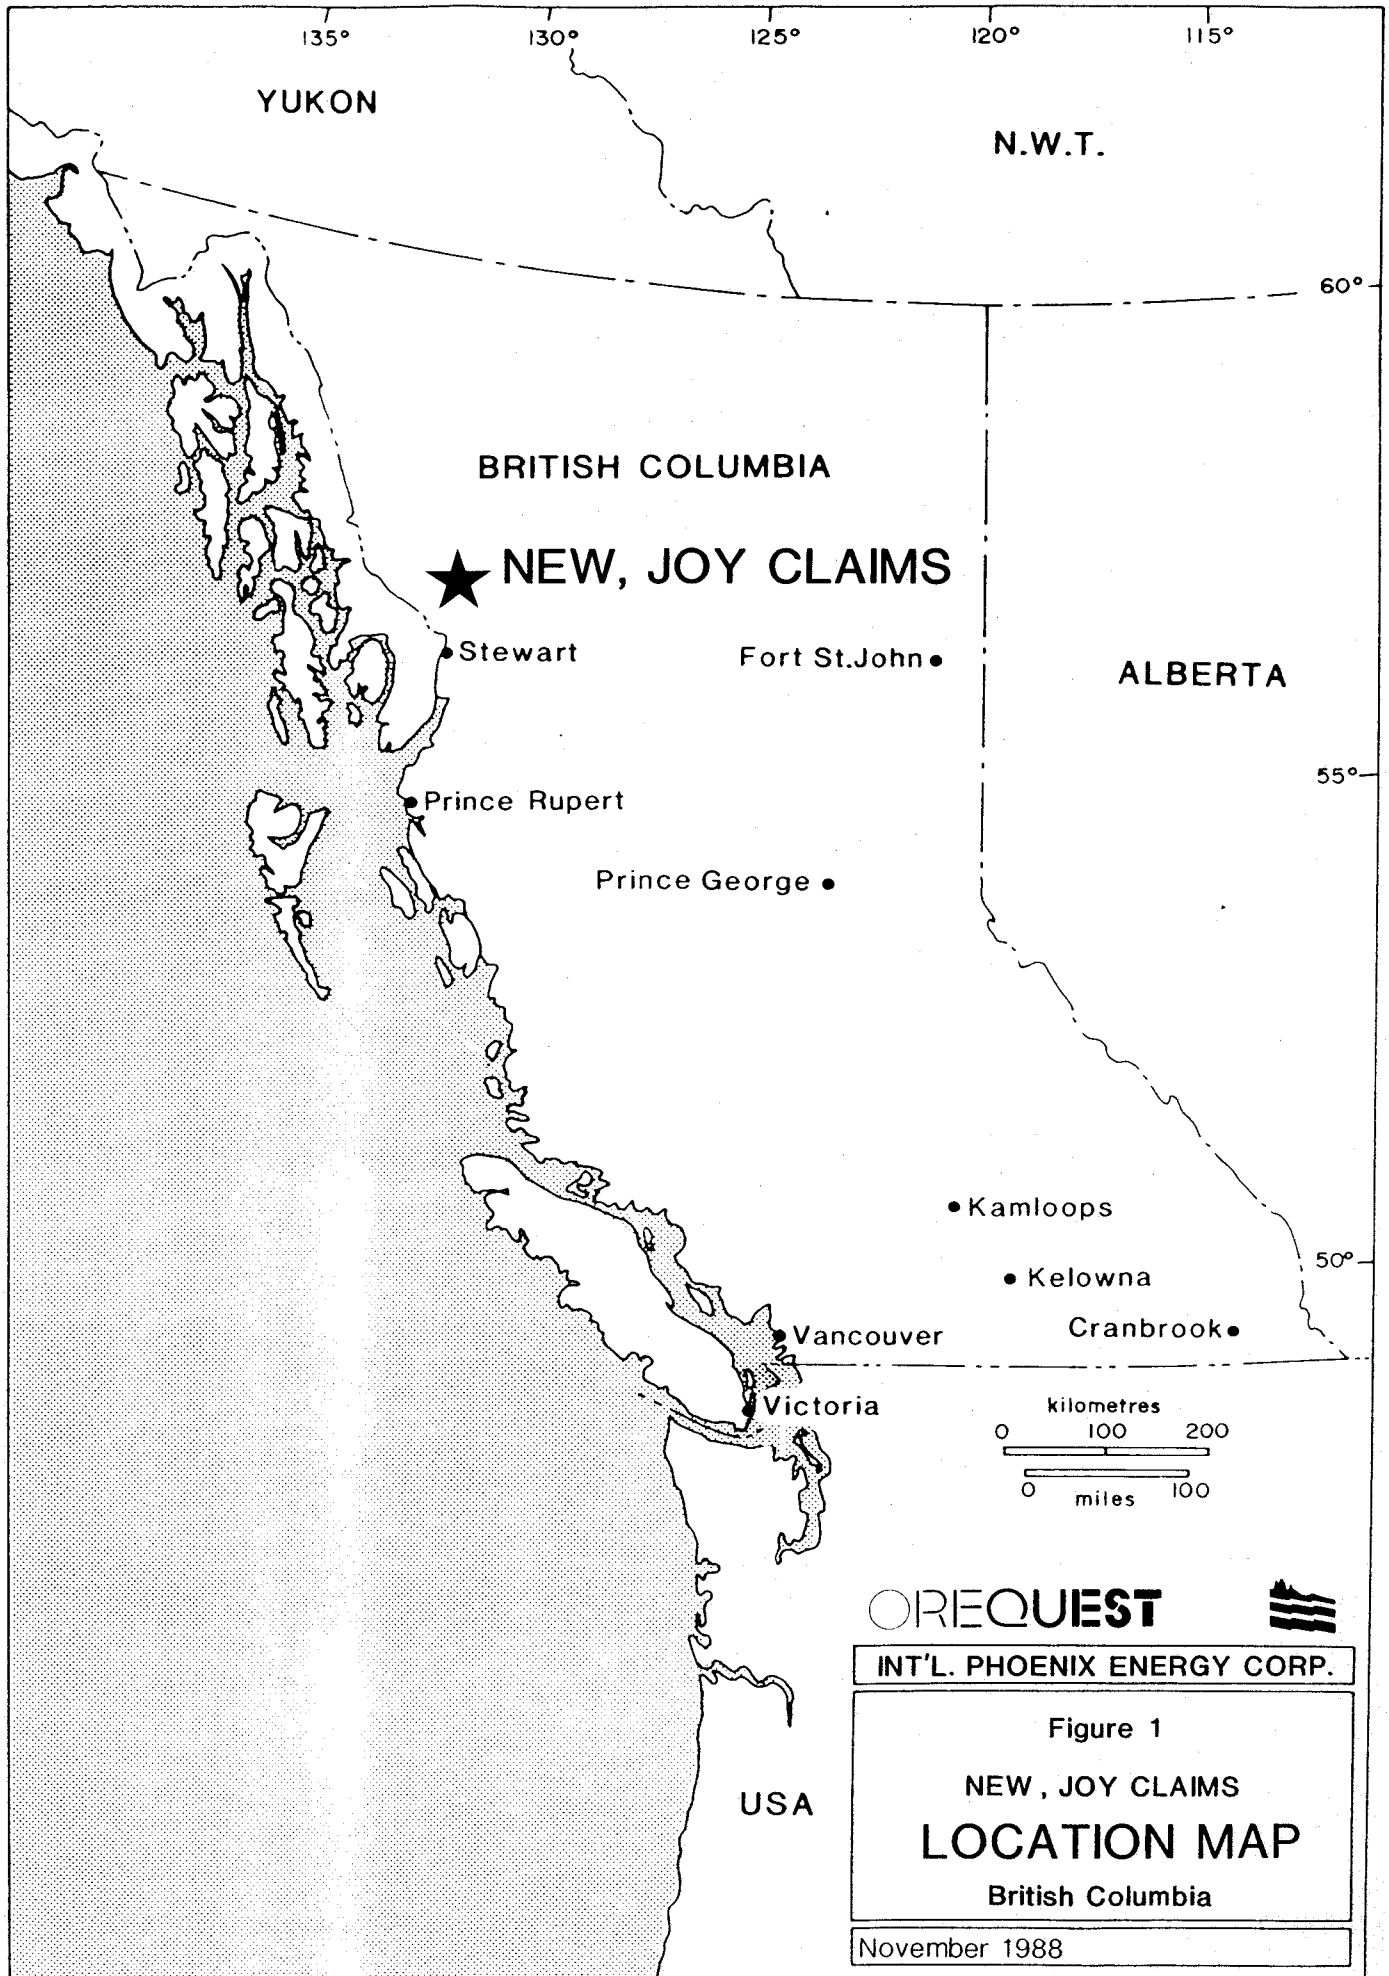 135° 130° 125° 120° 115°
YUKON
N.W.T.
60°
BRITISH COLUMBIA
NEW, JOY CLAIMS
Stewart
Fort St.John
ALBERTA
55°
Prince Rupert
Prince George
Kamloops
50°
Kelowna
Cranbrook
Vancouver
Victoria
kilometres
0 100 200
0 miles 100
OREQUEST
INT'L. PHOENIX ENERGY CORP.
Figure 1
NEW, JOY CLAIMS
USA
LOCATION MAP
British Columbia
November 1988